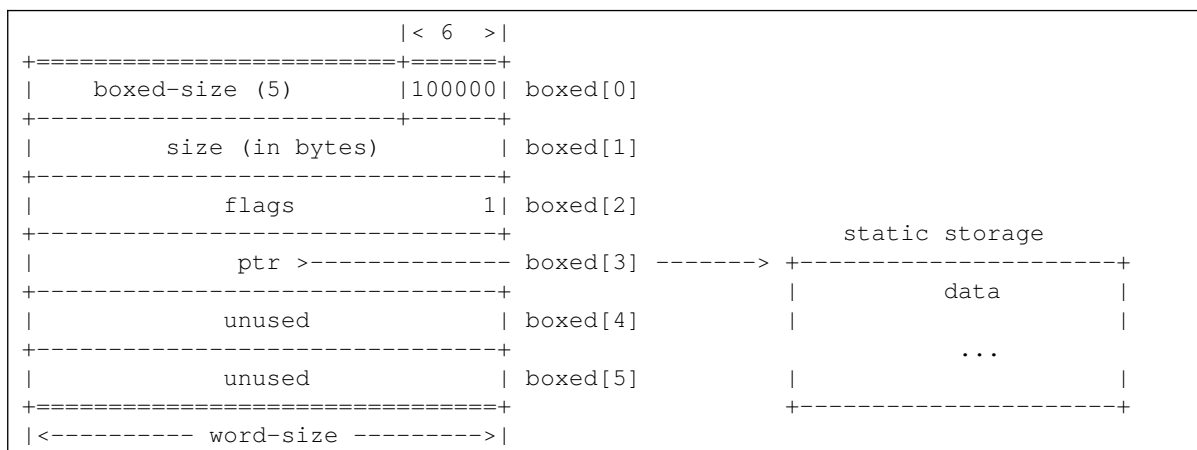 |< 6  >|
+=========================+======+
|    boxed-size (5)       |100000| boxed[0]
+-------------------------+------+
|         size (in bytes)        | boxed[1]
+--------------------------------+
|             flags             1| boxed[2]
+--------------------------------+                       static storage
|              ptr >-------------- boxed[3] -------> +----------------------+
+--------------------------------+                   |          data        |
|             unused             | boxed[4]          |                      |
+--------------------------------+                              ...
|             unused             | boxed[5]          |                      |
+================================+                   +----------------------+
|<---------- word-size --------->|